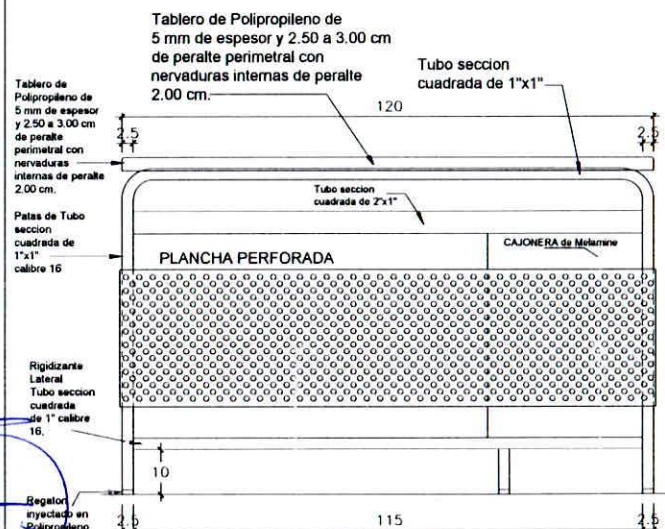 Tablero de Polipropileno de
5 mm de espesor y 2.50 a 3.00 cm
de peralte perimetral con
nervaduras internas de peralte
2.00 cm.
Tubo seccion
cuadrada de 1"x1"
120
2.5
2.5
Tablero de
Polipropileno de
5 mm de espesor
y 2.50 a 3.00 cm
de peralte
perimetral con
nervaduras
internas de peralte
2.00 cm.
Tubo seccion
cuadrada de 2"x1"
Patas de Tubo
seccion
cuadrada de
1"x1"
calibre 16
PLANCHA PERFORADA
CAJONERA de Melamine
Rigidizante
Lateral
Tubo seccion
cuadrada
de 1" calibre
16.
10
Regaton
inyectado en
Polipropileno
2.5
115
2.5